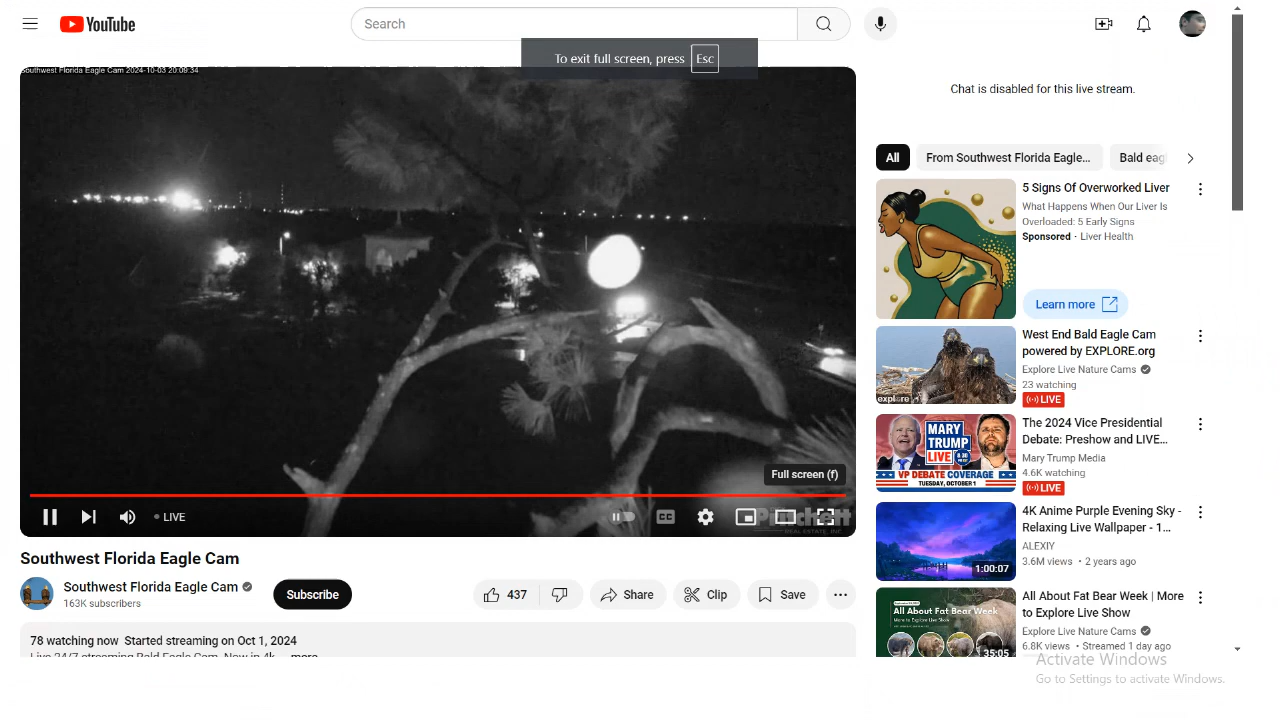 YouTube
Search
To exit full screen, press Esc
Southwest Florida Eagle Cam 2024-10-03 20:09:34
Chat is disabled for this live stream.
All
From Southwest Florida Eagle...
Bald eag
5 Signs Of Overworked Liver
What Happens When Our Liver Is
Overloaded: 5 Early Signs
Sponsored · Liver Health
Learn more
West End Bald Eagle Cam
powered by EXPLORE.org
Explore Live Nature Cams
23 watching
LIVE
explore
The 2024 Vice Presidential
Debate: Preshow and LIVE...
Mary Trump Media
4.6K watching
LIVE
MARY
TRUMP
LIVE
8:30
VP DEBATE COVERAGE
TUESDAY, OCTOBER 1
4K Anime Purple Evening Sky -
Relaxing Live Wallpaper - 1...
ALEXIY
3.6M views • 2 years ago
1:00:07
All About Fat Bear Week | More
to Explore Live Show
Explore Live Nature Cams
6.8K views • Streamed 1 day ago
All About Fat Bear Week
More to Explore Live Show
35:05
Full screen (f)
LIVE
CC
Pritchett
REAL ESTATE, INC
Southwest Florida Eagle Cam
Southwest Florida Eagle Cam
163K subscribers
Subscribe
437
Share
Clip
Save
78 watching now Started streaming on Oct 1, 2024
Live 24/7 streaming Bald Eagle Cam. Now in 4k ...more
Activate Windows
Go to Settings to activate Windows.